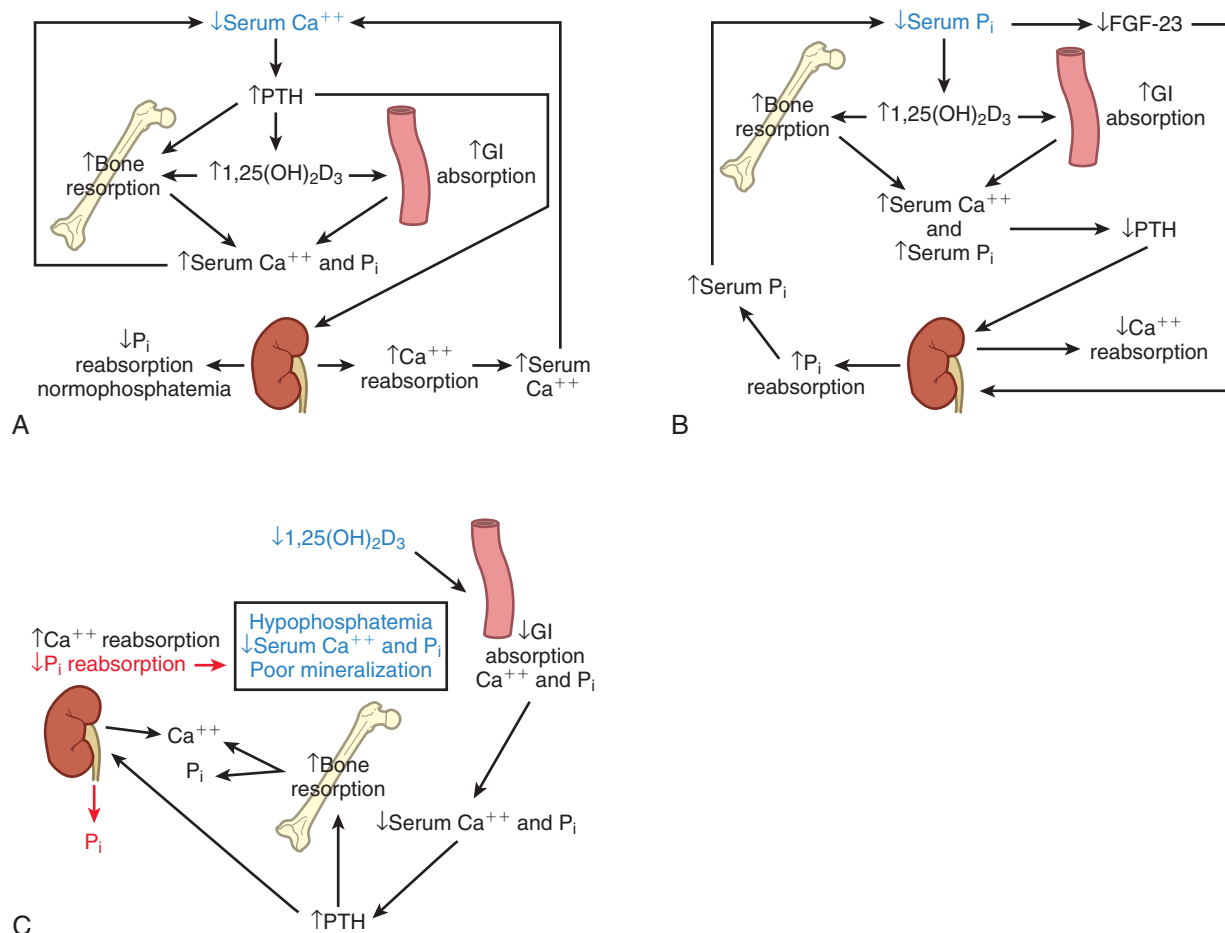 ↓Serum Ca++
↑PTH
↑Bone
resorption
↑1,25(OH)2D3
↑GI
absorption
↑Serum Ca++ and Pi
↓Pi
reabsorption
normophosphatemia
↑Ca++
reabsorption
↑Serum
Ca++
A
↓Serum Pi
↓FGF-23
↑Bone
resorption
↑1,25(OH)2D3
↑GI
absorption
↑Serum Ca++
and
↑Serum Pi
↓PTH
↑Serum Pi
↑Pi
reabsorption
↓Ca++
reabsorption
B
↓1,25(OH)2D3
↑Ca++ reabsorption
↓Pi reabsorption
Hypophosphatemia
↓Serum Ca++ and Pi
Poor mineralization
↓GI
absorption
Ca++ and Pi
Ca++
Pi
↑Bone
resorption
↓Serum Ca++ and Pi
Pi
↑PTH
C